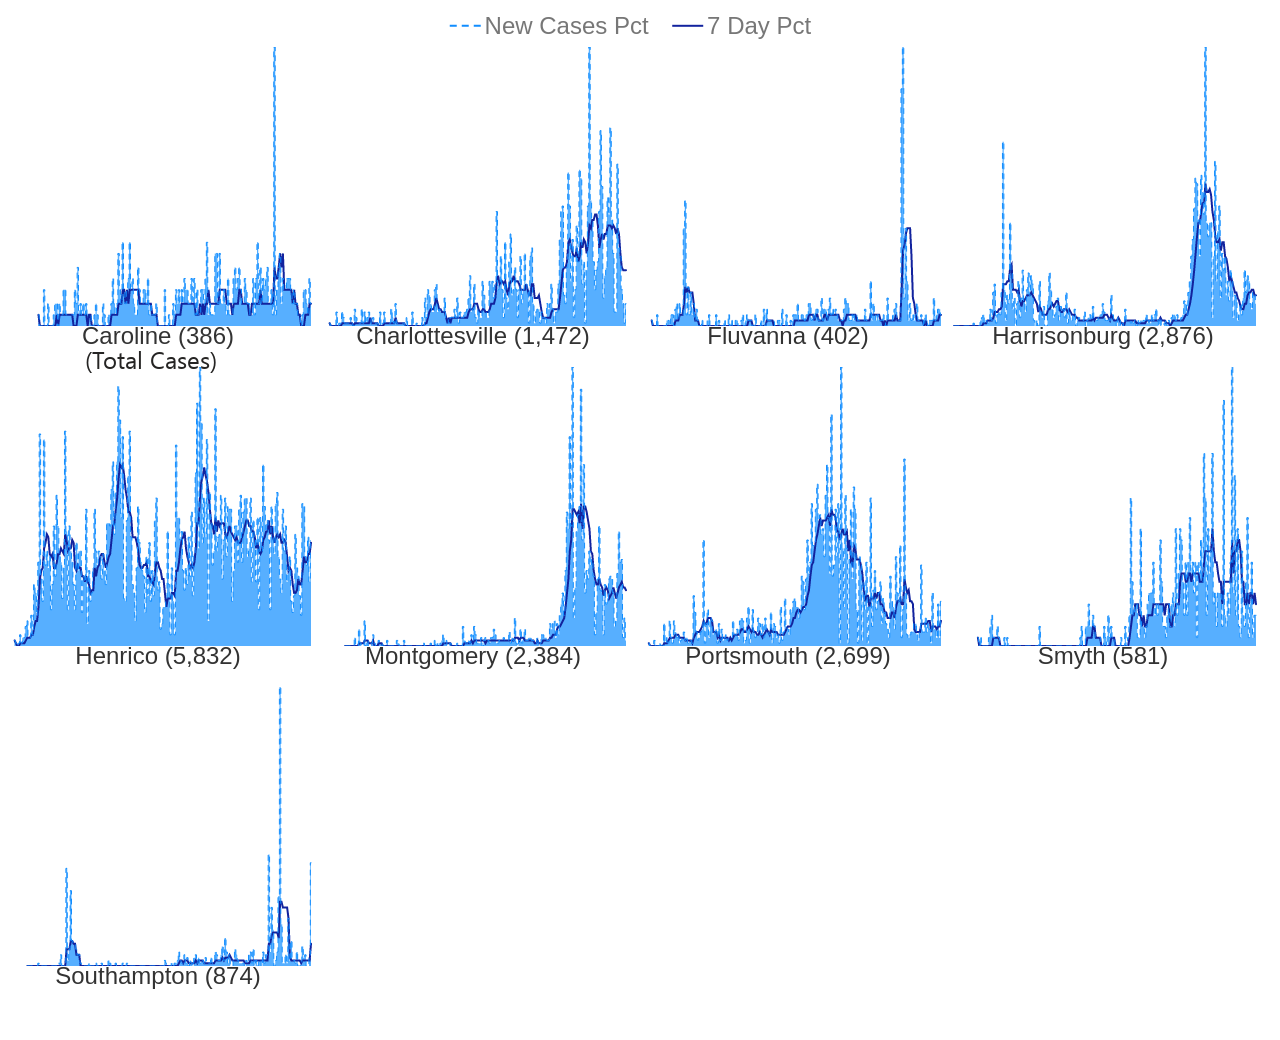 New Cases Pct 7 Day Pct
Caroline (386) Charlottesville (1,472) Fluvanna (402) Harrisonburg (2,876)
(Total Cases)
Henrico (5,832) Montgomery (2,384) Portsmouth (2,699) Smyth (581)
Southampton (874)